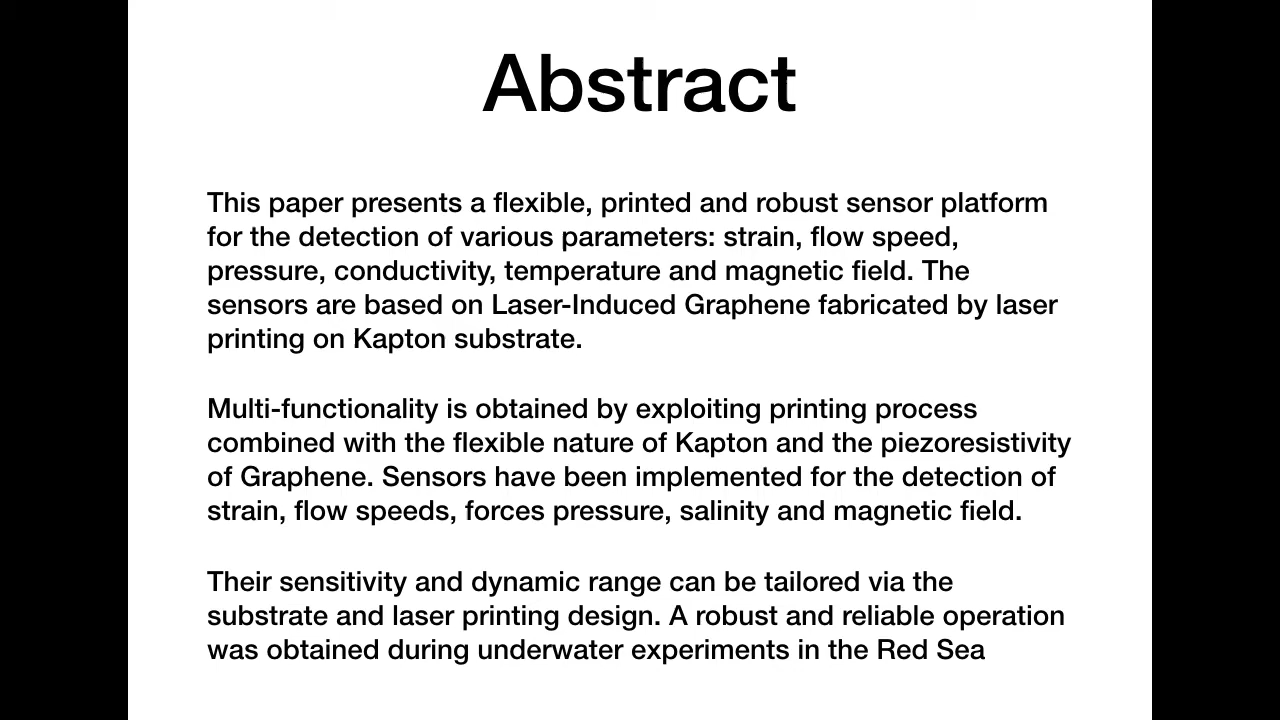 Abstract
This paper presents a flexible, printed and robust sensor platform
for the detection of various parameters: strain, flow speed,
pressure, conductivity, temperature and magnetic field. The
sensors are based on Laser-Induced Graphene fabricated by laser
printing on Kapton substrate.
Multi-functionality is obtained by exploiting printing process
combined with the flexible nature of Kapton and the piezoresistivity
of Graphene. Sensors have been implemented for the detection of
strain, flow speeds, forces pressure, salinity and magnetic field.
Their sensitivity and dynamic range can be tailored via the
substrate and laser printing design. A robust and reliable operation
was obtained during underwater experiments in the Red Sea